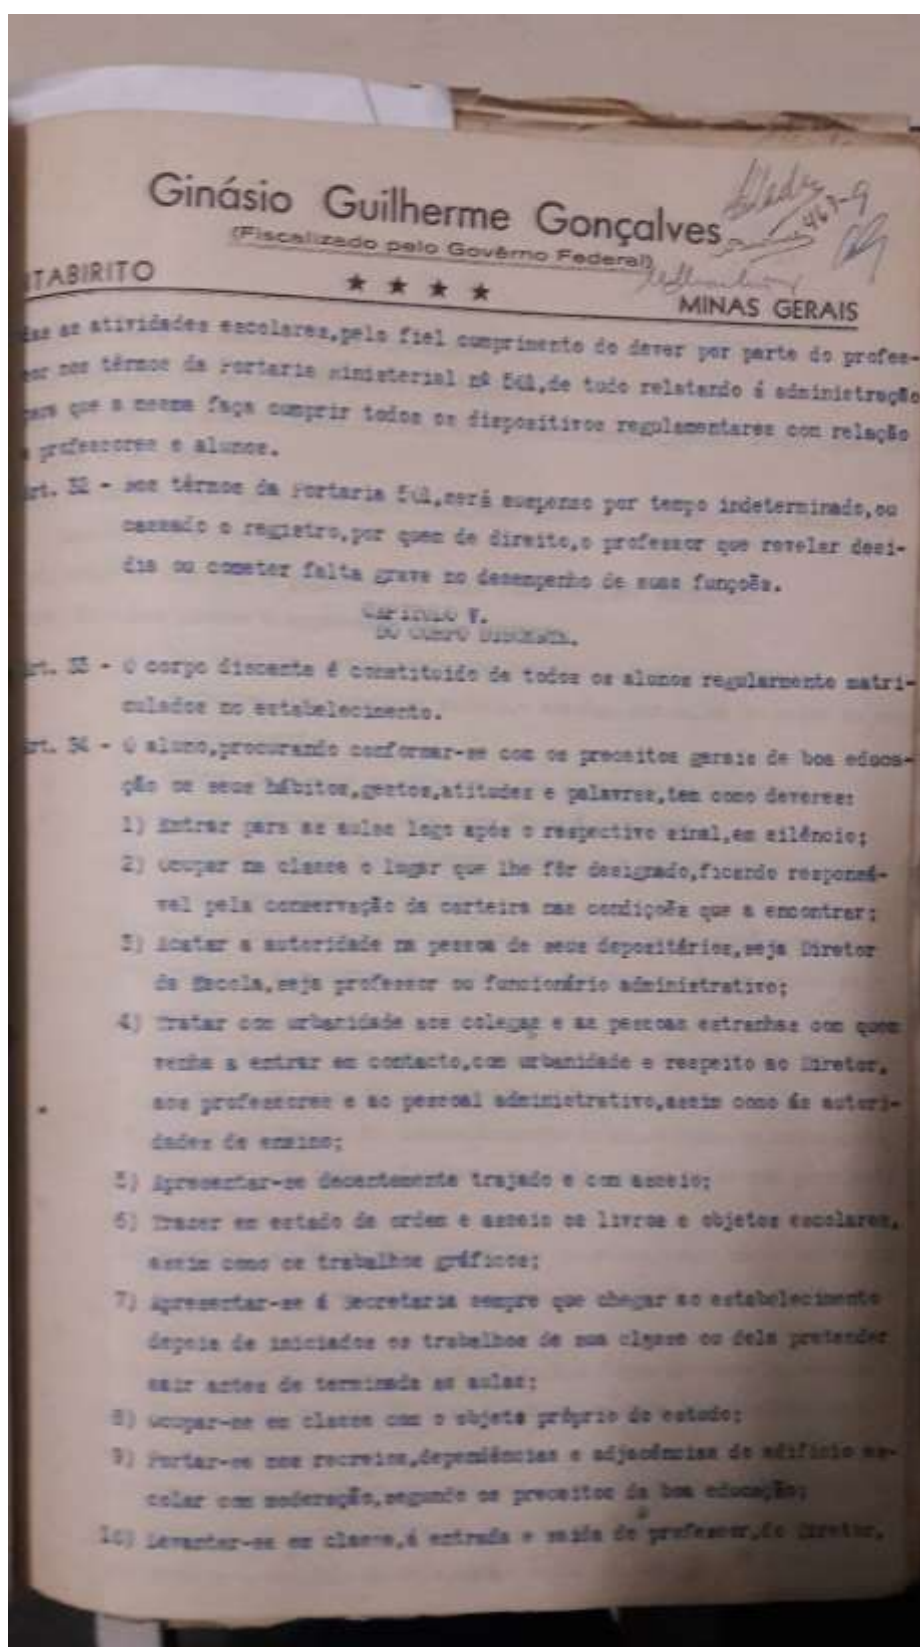 Ginásio Guilherme Gonçalves
(Fiscalizado pelo Govêrno Federal)
ITABIRITO
★ ★ ★ ★
MINAS GERAIS
467-9
das as atividades escolares,pelo fiel cumprimento do dever por parte do profes-
sor nos têrmos da Portaria Ministerial nº 501,de tudo relatando á administração
para que a mesma faça cumprir todos os dispositivos regulamentares com relação
a professores e alunos.
Art. 32 - Nos têrmos da Portaria 501,será suspenso por tempo indeterminado,ou
cassado o registro,por quem de direito,o professor que revelar desí-
dia ou cometer falta grave no desempenho de suas funçoẽs.
CAPITULO V.
DO CORPO DISCENTE.
Art. 33 - O corpo discente é constituido de todos os alunos regularmente matri-
culados no estabelecimento.
Art. 34 - O aluno,procurando conformar-se com os preceitos gerais de boa educa-
ção os seus hábitos,gestos,atitudes e palavras,tem como deveres:
1) Entrar para as aulas logo após o respectivo sinal,em silêncio;
2) Ocupar na classe o lugar que lhe fôr designado,ficando responsá-
vel pela conservação da carteira nas condiçoẽs que a encontrar;
3) Acatar a autoridade na pessoa de seus depositários,seja Diretor
da Escola,seja professor ou funcionário administrativo;
4) Tratar com urbanidade aos colegas e as pessoas estranhas com quem
venha a entrar em contacto,com urbanidade e respeito ao Diretor,
aos professores e ao pessoal administrativo,assim como ás autori-
dades de ensino;
5) Apresentar-se decentemente trajado e com asseio;
6) Trazer em estado de ordem e asseio os livros e objetos escolares,
assim como os trabalhos gráficos;
7) Apresentar-se á Secretaria sempre que chegar ao estabelecimento
depois de iniciados os trabalhos de sua classe ou dela pretender
sair antes de terminada as aulas;
8) Ocupar-se em classe com o objeto próprio do estudo;
9) Portar-se nos recreios,dependências e adjacências do edifício es-
colar com moderação,segundo os preceitos da boa educação;
10) Levantar-se em classe,á entrada e saida do professor,do Diretor,